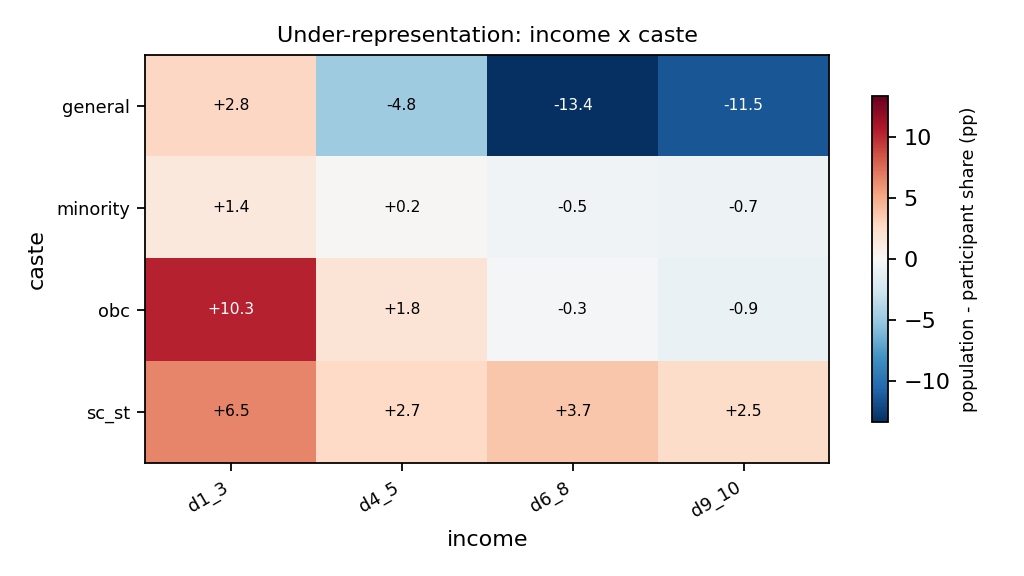 Under-representation: income x caste
general
+2.8
-4.8
-13.4
-11.5
minority
+1.4
+0.2
-0.5
-0.7
obc
+10.3
+1.8
-0.3
-0.9
sc_st
+6.5
+2.7
+3.7
+2.5
d1_3
d4_5
d6_8
d9_10
income
caste
10
5
0
−5
−10
population - participant share (pp)